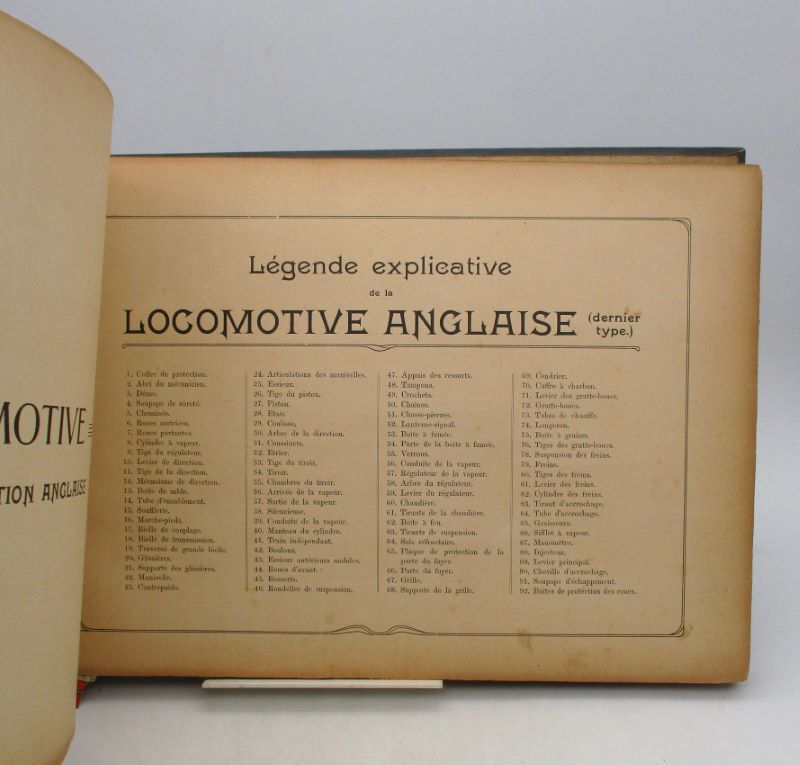 MOTIVE
TION ANGLAISE
Légende explicative
de la
LOCOMOTIVE ANGLAISE (dernier
type.)
1. Coffre de protection.
2. Abri du mécanicien.
3. Dôme.
4. Soupape de sûreté.
5. Cheminée.
6. Roues motrices.
7. Roues portantes.
8. Cylindre à vapeur.
9. Tige du régulateur.
10. Levier de direction.
11. Tige de la direction.
12. Mécanisme de direction.
13. Boîte de sable.
14. Tube d'ensablement.
15. Soufflerie.
16. Marche-pieds.
17. Bielle de couplage.
18. Bielle de transmission.
19. Traverse de grande bielle.
20. Glissières.
21. Supports des glissières.
22. Manivelle.
23. Contrepoids.
24. Articulations des manivelles.
25. Essieux.
26. Tige du piston.
27. Piston.
28. Etais.
29. Coulisse.
30. Arbre de la direction.
31. Coussinets.
32. Etrier.
33. Tige du tiroir.
34. Tiroir.
35. Chambre du tiroir.
36. Arrivée de la vapeur.
37. Sortie de la vapeur.
38. Silencieuse.
39. Conduite de la vapeur.
40. Manteau du cylindre.
41. Train indépendant.
42. Boulons.
43. Essieux antérieurs mobiles.
44. Roues d'avant.
45. Ressorts.
46. Rondelles de suspension.
47. Appuis des ressorts.
48. Tampons.
49. Crochets.
50. Chaînes.
51. Chasse-pierres.
52. Lanterne-signal.
53. Boîte à fumée.
54. Porte de la boîte à fumée.
55. Verrous.
56. Conduite de la vapeur.
57. Régulateur de la vapeur.
58. Arbre du régulateur.
59. Levier du régulateur.
60. Chaudière.
61. Tirants de la chaudière.
62. Boîte à feu.
63. Tirants de suspension.
64. Sole réfractaire.
65. Plaque de protection de la
porte du foyer.
66. Porte du foyer.
67. Grille.
68. Supports de la grille.
69. Cendrier.
70. Coffre à charbon.
71. Levier des gratte-boues.
72. Gratte-boues.
73. Tubes de chauffe.
74. Longeron.
75. Boîte à graisse.
76. Tiges des gratte-boues.
78. Suspension des freins.
79. Freins.
80. Tiges des freins.
81. Levier des freins.
82. Cylindre des freins.
83. Tirant d'accrochage.
84. Tube d'accrochage.
85. Graisseurs.
86. Sifflet à vapeur.
87. Manomètre.
88. Injecteur.
89. Levier principal.
90. Cheville d'accrochage.
91. Soupape d'échappement.
92. Boîtes de protection des roues.